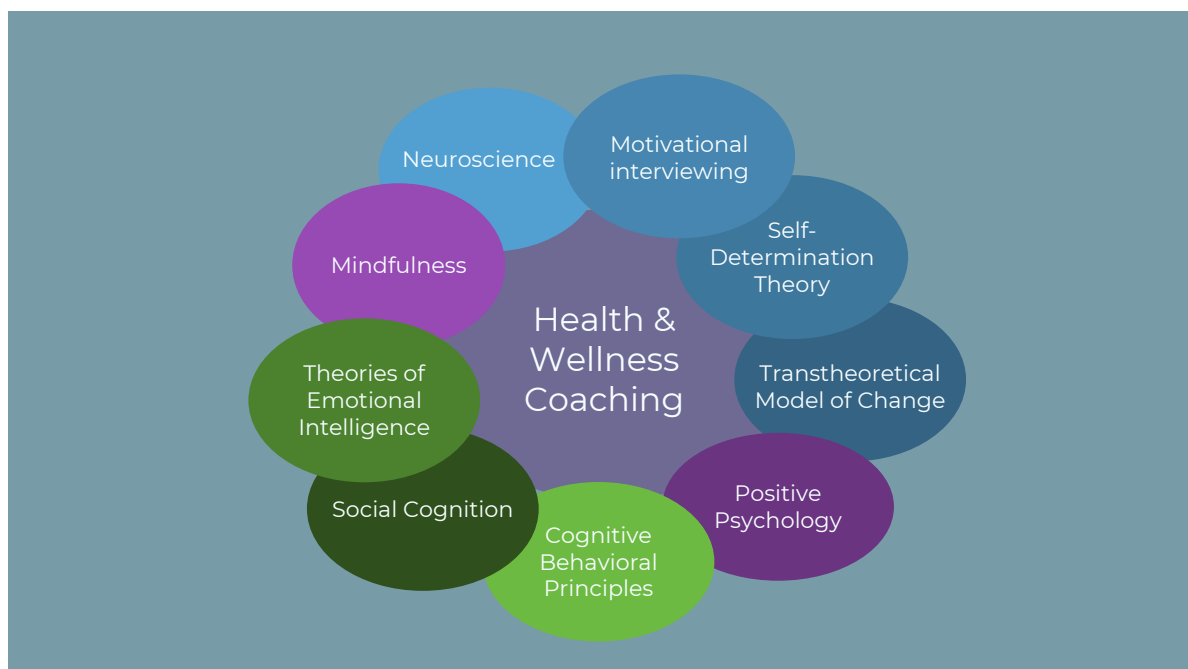 Neuroscience
Motivational
interviewing
Self-
Determination
Theory
Mindfulness
Health &
Wellness
Coaching
Transtheoretical
Model of Change
Theories of
Emotional
Intelligence
Positive
Psychology
Social Cognition
Cognitive
Behavioral
Principles